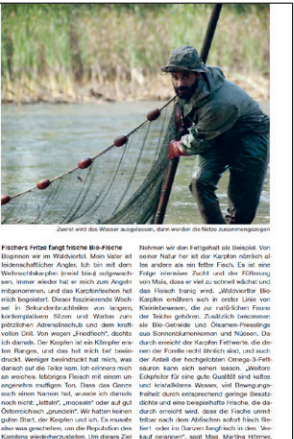 Zuerst wird das Wasser ausgelassen, dann werden die Netze zusammengezogen
Fischers Fritze fangt frische Bio-Fische
Beginnen wir im Waldviertel. Mein Vater ist
leidenschaftlicher Angler. Ich bin mit dem
Weihnachtskarpfen (meist blau) aufgewach-
sen. Immer wieder hat er mich zum Angeln
mitgenommen, und das Karpfenfischen ließ
mich begeistert. Dieser faszinierende Wech-
sel in Sekundenbruchteilen von langem,
kontemplativem Sitzen und Warten zum
plötzlichen Adrenalinschub und dem kraft-
vollen Drill. Von wegen „Friedfisch“, dachte
ich damals. Der Karpfen ist ein Kämpfer ers-
ten Ranges, und das hat mich tief beein-
druckt. Weniger beeindruckt hat mich, was
danach auf die Teller kam. Ich erinnere mich
an weiches, lobbriges Fleisch mit einem un-
angenehm muffigen Ton. Dass das Ganze
auch einen Namen hat, wusste ich damals
noch nicht: „letteln“, „mooseln“ oder auf gut
Österreichisch „grundeln“. Wir hatten keinen
guten Start, der Karpfen und ich. Es musste
also was geschehen, um die Reputation des
Karpfens wiederherzustellen. Um dieses Ziel
Nehmen wir den Fettgehalt als Beispiel. Von
seiner Natur her ist der Karpfen nämlich al-
les andere als ein fetter Fisch. Es ist eine
Folge intensiver Zucht und der Fütterung
von Mais, dass er viel zu schnell wächst und
das Fleisch tranig wird. „Waldviertler Bio-
Karpfen ernähren sich in erster Linie von
Kleinlebewesen, die zur natürlichen Fauna
der Teiche gehören. Zusätzlich bekommen
sie Bio-Getreide und Ölsamen-Presslinge
aus Sonnenblumenkernen und Nüssen. Da-
durch erreicht der Karpfen Fettwerte, die de-
nen der Forelle recht ähnlich sind, und auch
der Anteil der hochgelobten Omega-3-Fett-
säuren kann sich sehen lassen. „Weitere
Eckpfeiler für eine gute Qualität sind kaltes
und kristallklares Wasser, viel Bewegungs-
freiheit durch entsprechend geringe Besatz-
dichte und eine beispielhafte Frische, die da-
durch erreicht wird, dass die Fische unmit-
telbar nach dem Abfischen sofort frisch file-
tiert oder im Ganzen fangfrisch in den Ver-
kauf gelangen“, sagt Mag. Martina Hörmer,